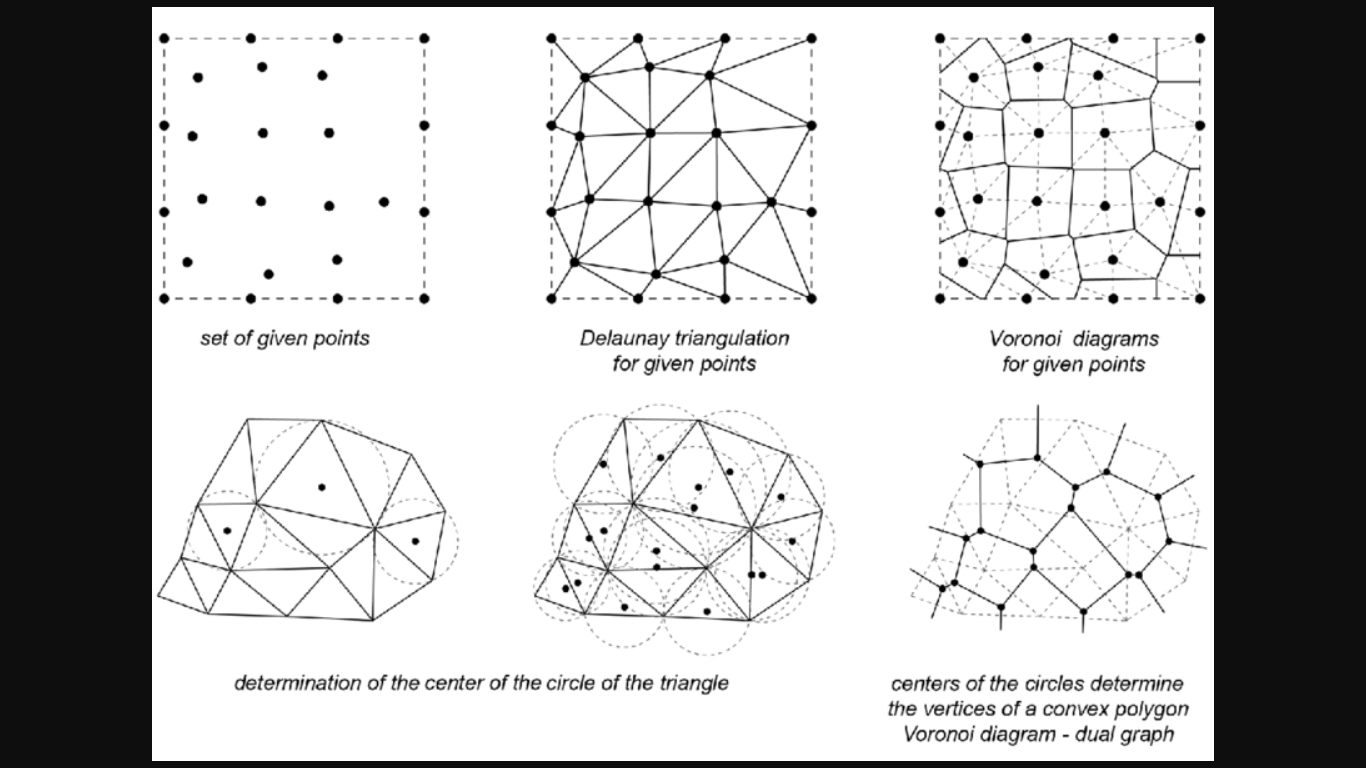 set of given points
Delaunay triangulation
for given points
Voronoi diagrams
for given points
determination of the center of the circle of the triangle
centers of the circles determine
the vertices of a convex polygon
Voronoi diagram - dual graph